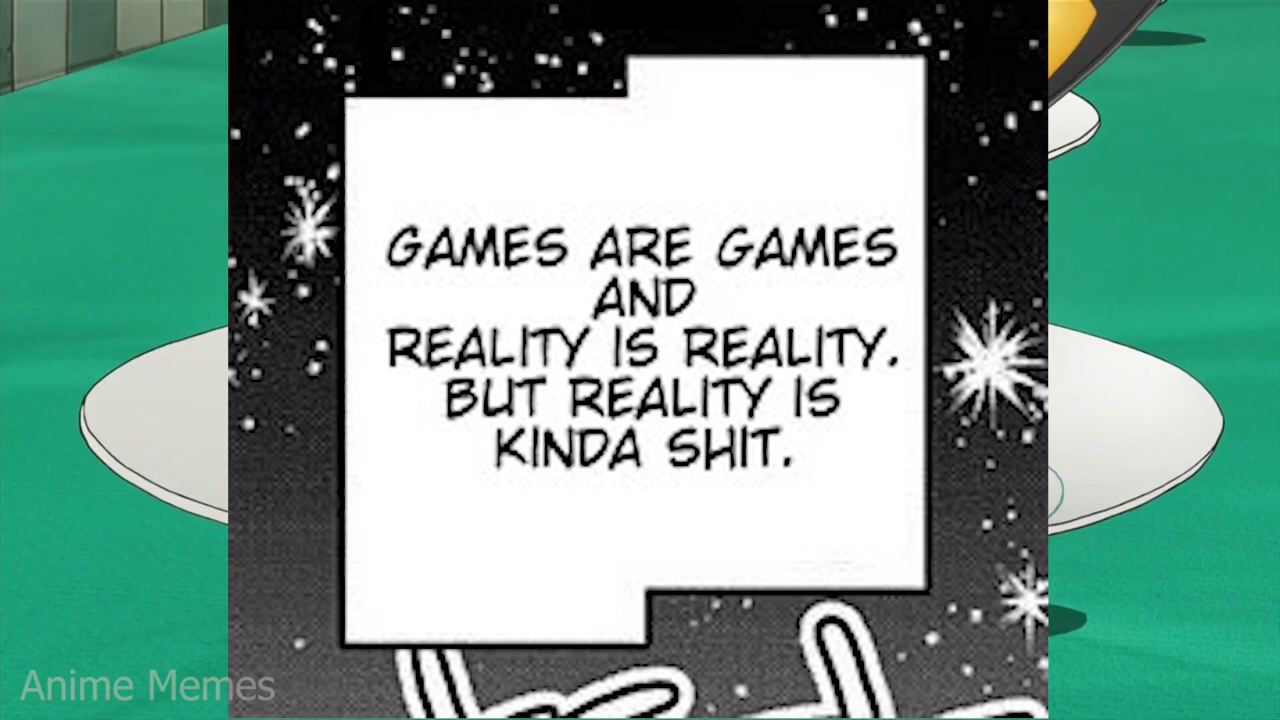 GAMES ARE GAMES
AND
REALITY IS REALITY.
BUT REALITY IS
KINDA SHIT.
Anime Memes